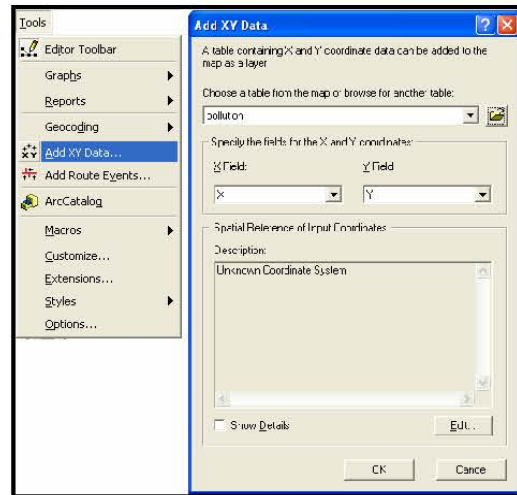 Tools
Editor Toolbar
Graphs
Reports
Geocoding
Add XY Data...
Add Route Events...
ArcCatalog
Macros
Customize...
Extensions...
Styles
Options...
Add XY Data
A table containing X and Y coordinate data can be added to the
map as a layer
Choose a table from the map or browse for another table:
pollution
Specify the fields for the X and Y coordinates:
X Field:
Y Field
X
Y
Spatial Reference of Input Coordinates
Description:
Unknown Coordinate System
Show Details
Edit...
OK
Cancel